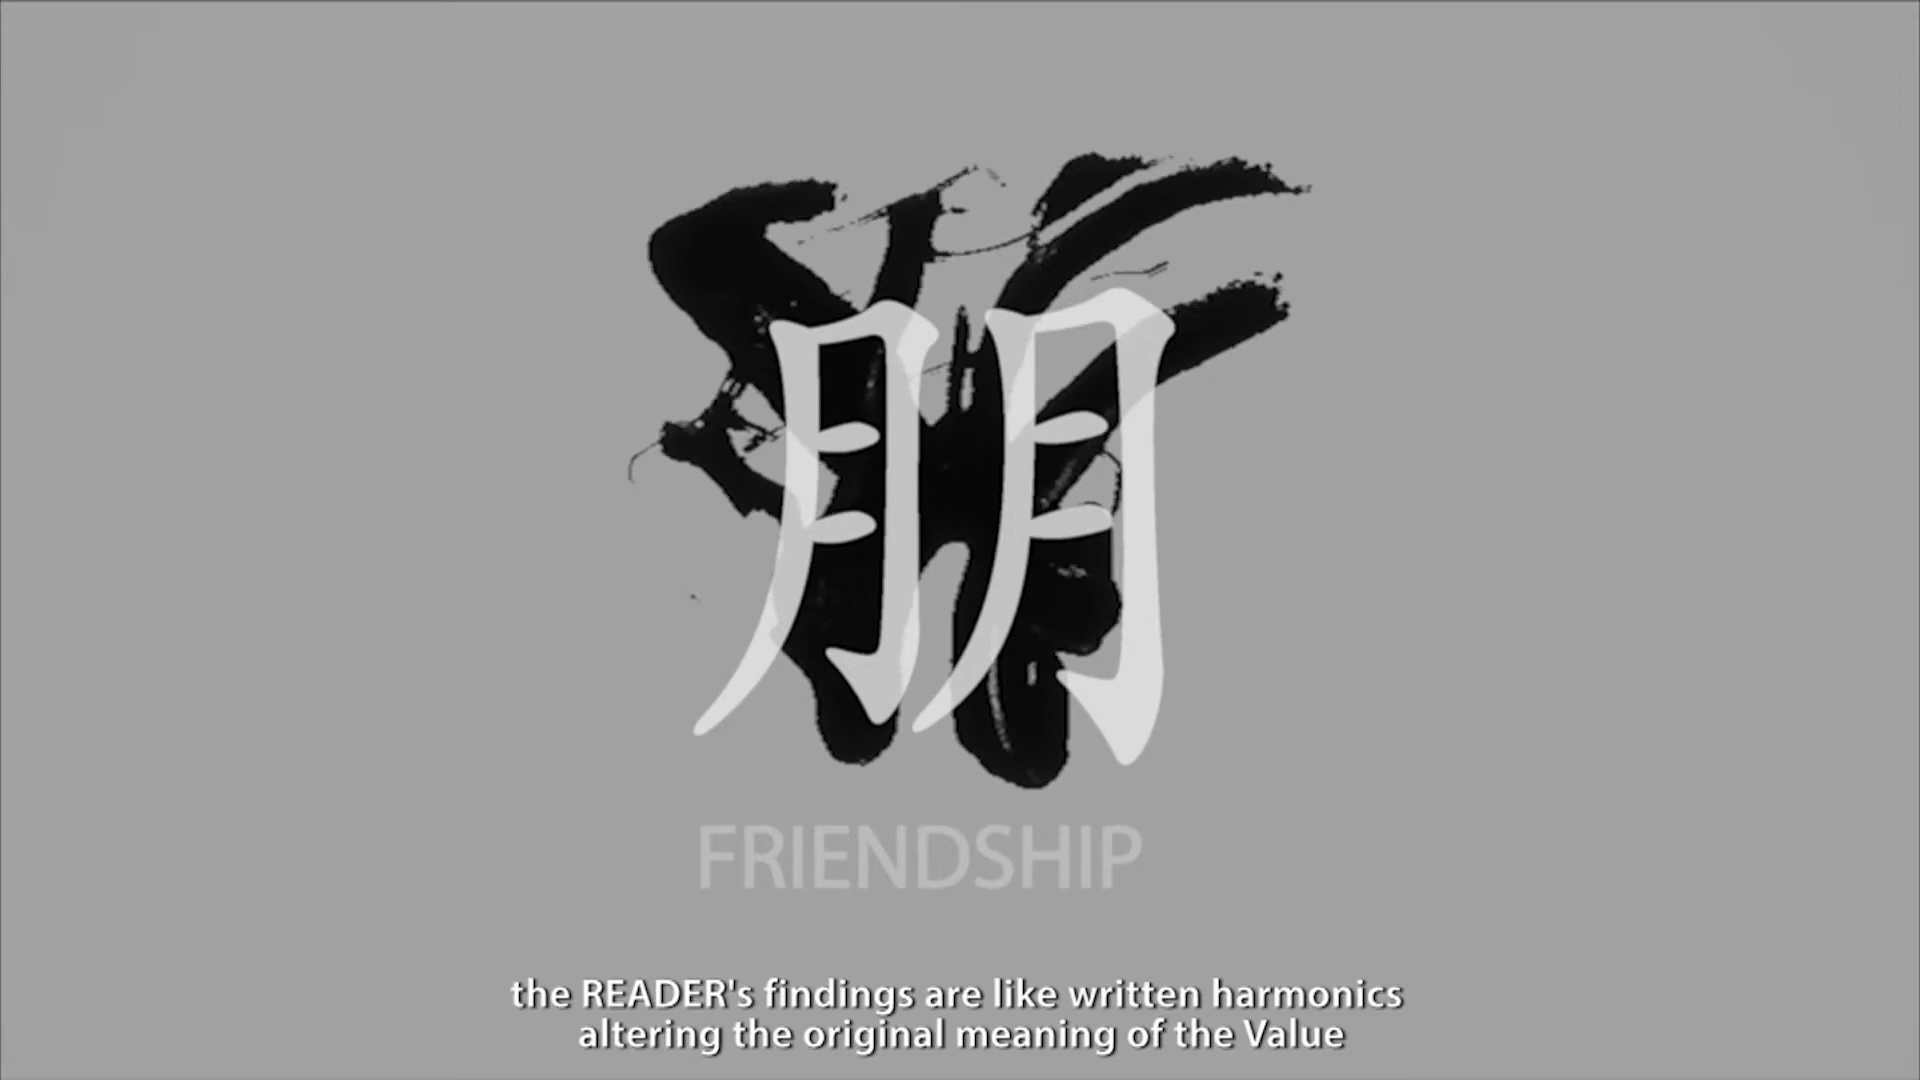 朋
FRIENDSHIP
the READER's findings are like written harmonics
altering the original meaning of the Value